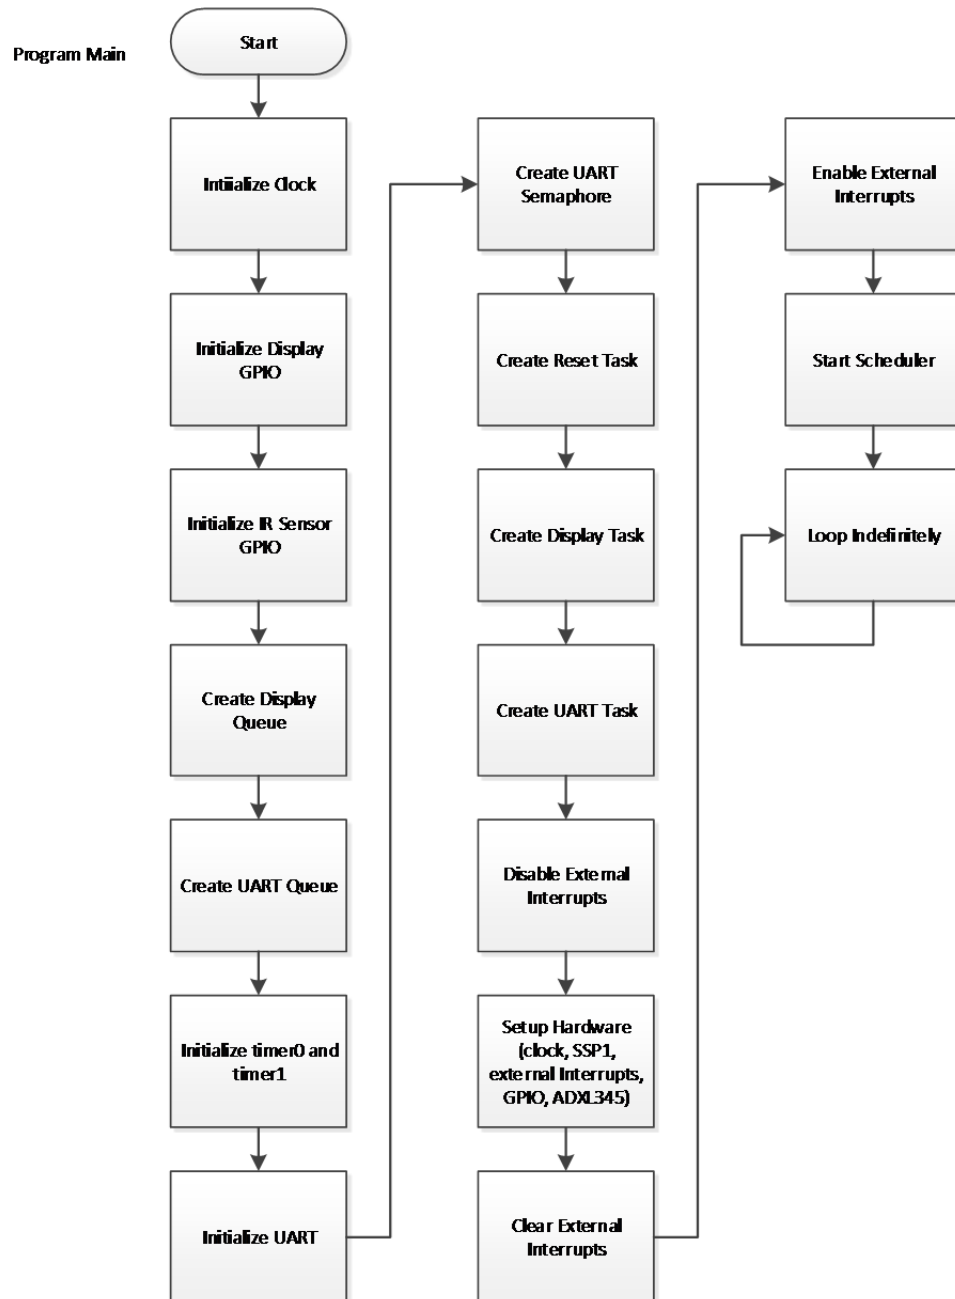 Program Main
Start
Intiialize Clock
Initialize Display
GPIO
Initialize IR Sensor
GPIO
Create Display
Queue
Create UART Queue
Initialize timer0 and
timer1
Initialize UART
Create UART
Semaphore
Create Reset Task
Create Display Task
Create UART Task
Disable External
Interrupts
Setup Hardware
(clock, SSP1,
external Interrupts,
GPIO, ADXL345)
Clear External
Interrupts
Enable External
Interrupts
Start Scheduler
Loop Indefinitely